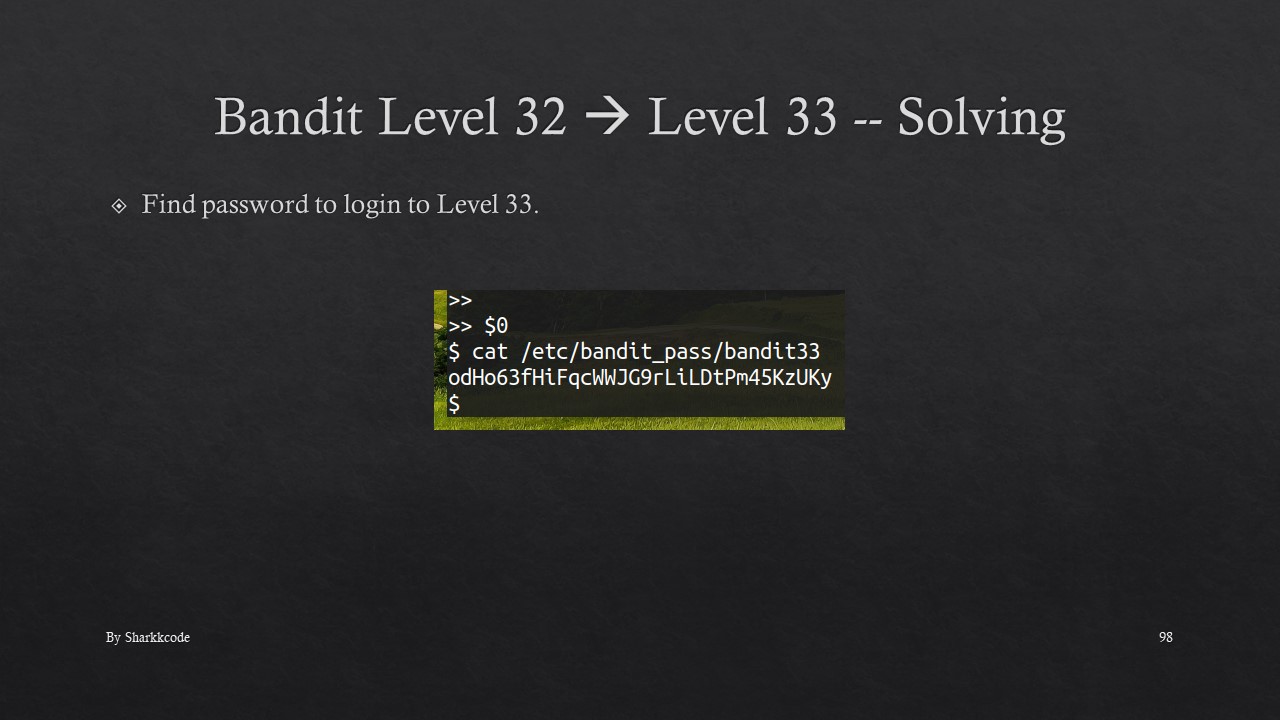 Bandit Level 32 → Level 33 -- Solving
Find password to login to Level 33.
>>
>> $0
$ cat /etc/bandit_pass/bandit33
odHo63fHiFqcWWJG9rLiLDtPm45KzUKy
$
By Sharkkcode
98